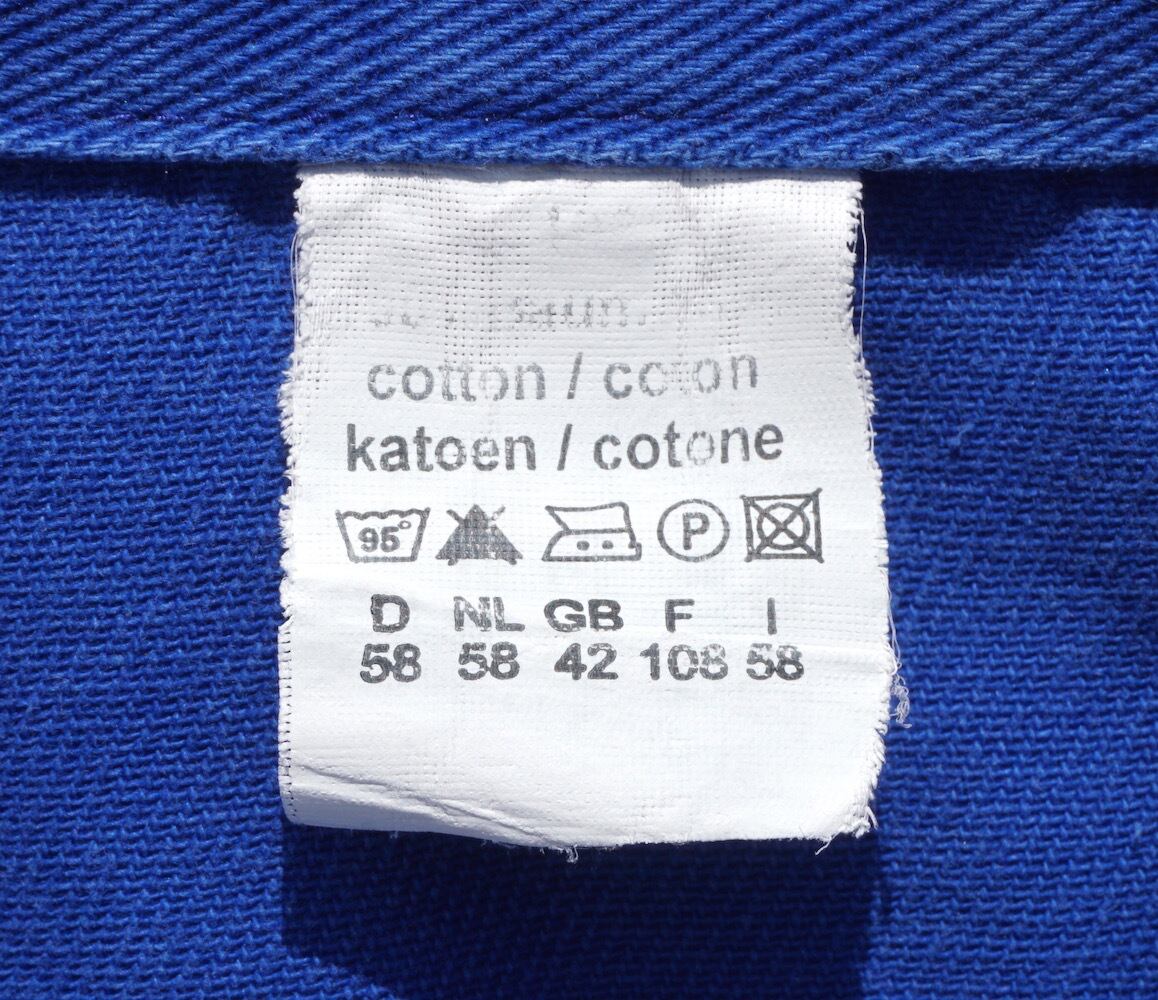 cotton / coton
katoen / cotone
95°
P
D NL GB F I
58 58 42 108 58